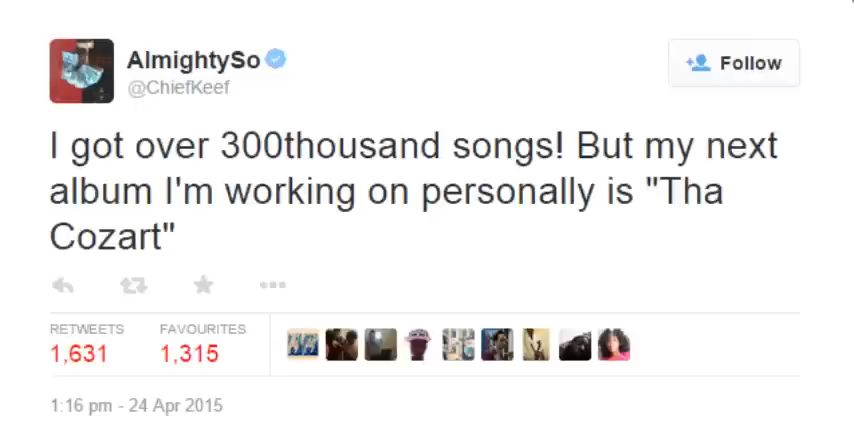 AlmightySo
@ChiefKeef
Follow
I got over 300thousand songs! But my next
album I'm working on personally is "Tha
Cozart"
RETWEETS FAVOURITES
1,631 1,315
1:16 pm - 24 Apr 2015